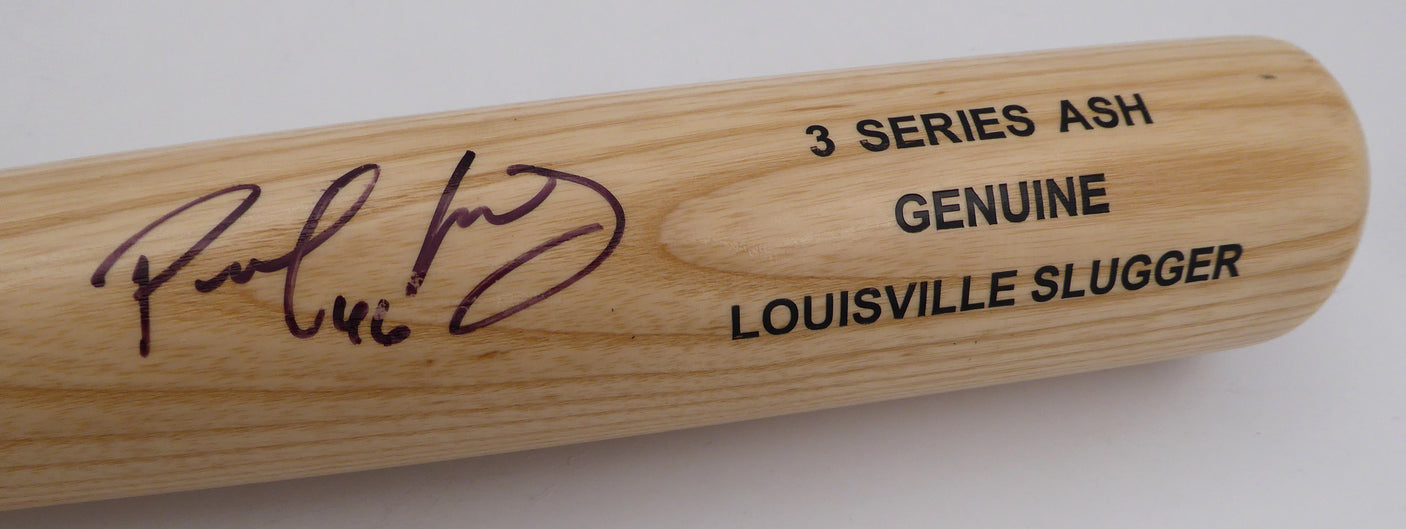 46
3 SERIES ASH
GENUINE
LOUISVILLE SLUGGER